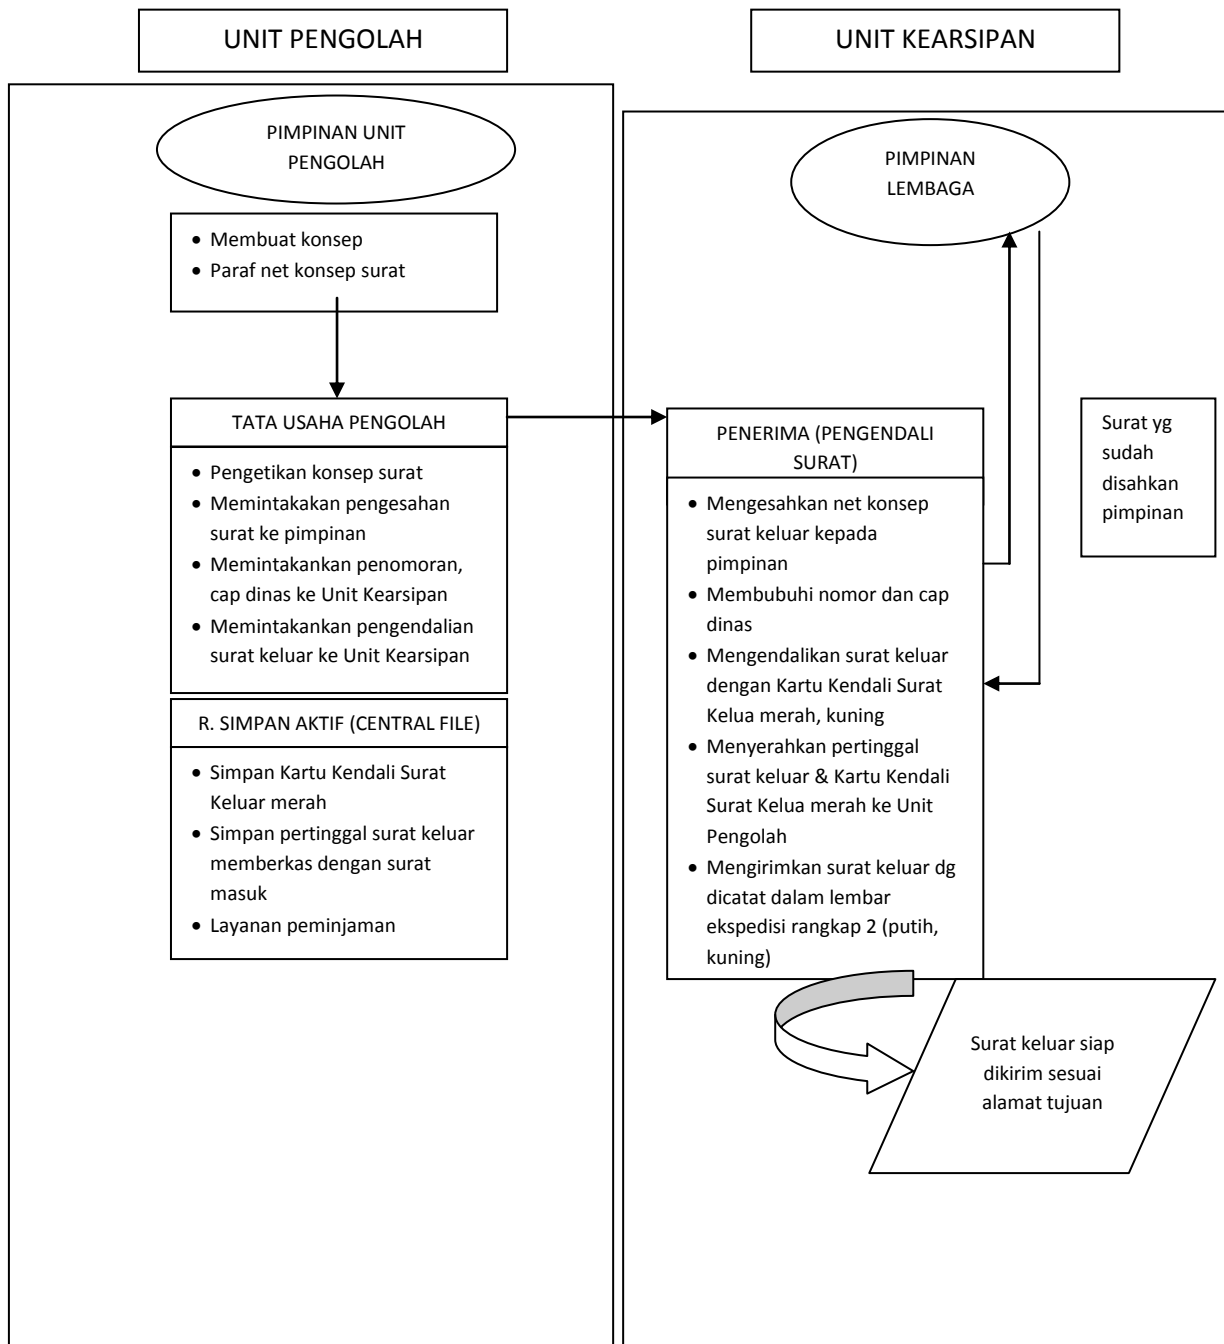 UNIT PENGOLAH
UNIT KEARSIPAN
PIMPINAN UNIT
PENGOLAH
• Membuat konsep
• Paraf net konsep surat
TATA USAHA PENGOLAH
• Pengetikan konsep surat
• Memintakakan pengesahan
surat ke pimpinan
• Memintakankan penomoran,
cap dinas ke Unit Kearsipan
• Memintakankan pengendalian
surat keluar ke Unit Kearsipan
R. SIMPAN AKTIF (CENTRAL FILE)
• Simpan Kartu Kendali Surat
Keluar merah
• Simpan pertinggal surat keluar
memberkas dengan surat
masuk
• Layanan peminjaman
PIMPINAN
LEMBAGA
PENERIMA (PENGENDALI
SURAT)
• Mengesahkan net konsep
surat keluar kepada
pimpinan
• Membubuhi nomor dan cap
dinas
• Mengendalikan surat keluar
dengan Kartu Kendali Surat
Kelua merah, kuning
• Menyerahkan pertinggal
surat keluar & Kartu Kendali
Surat Kelua merah ke Unit
Pengolah
• Mengirimkan surat keluar dg
dicatat dalam lembar
ekspedisi rangkap 2 (putih,
kuning)
Surat yg
sudah
disahkan
pimpinan
Surat keluar siap
dikirim sesuai
alamat tujuan